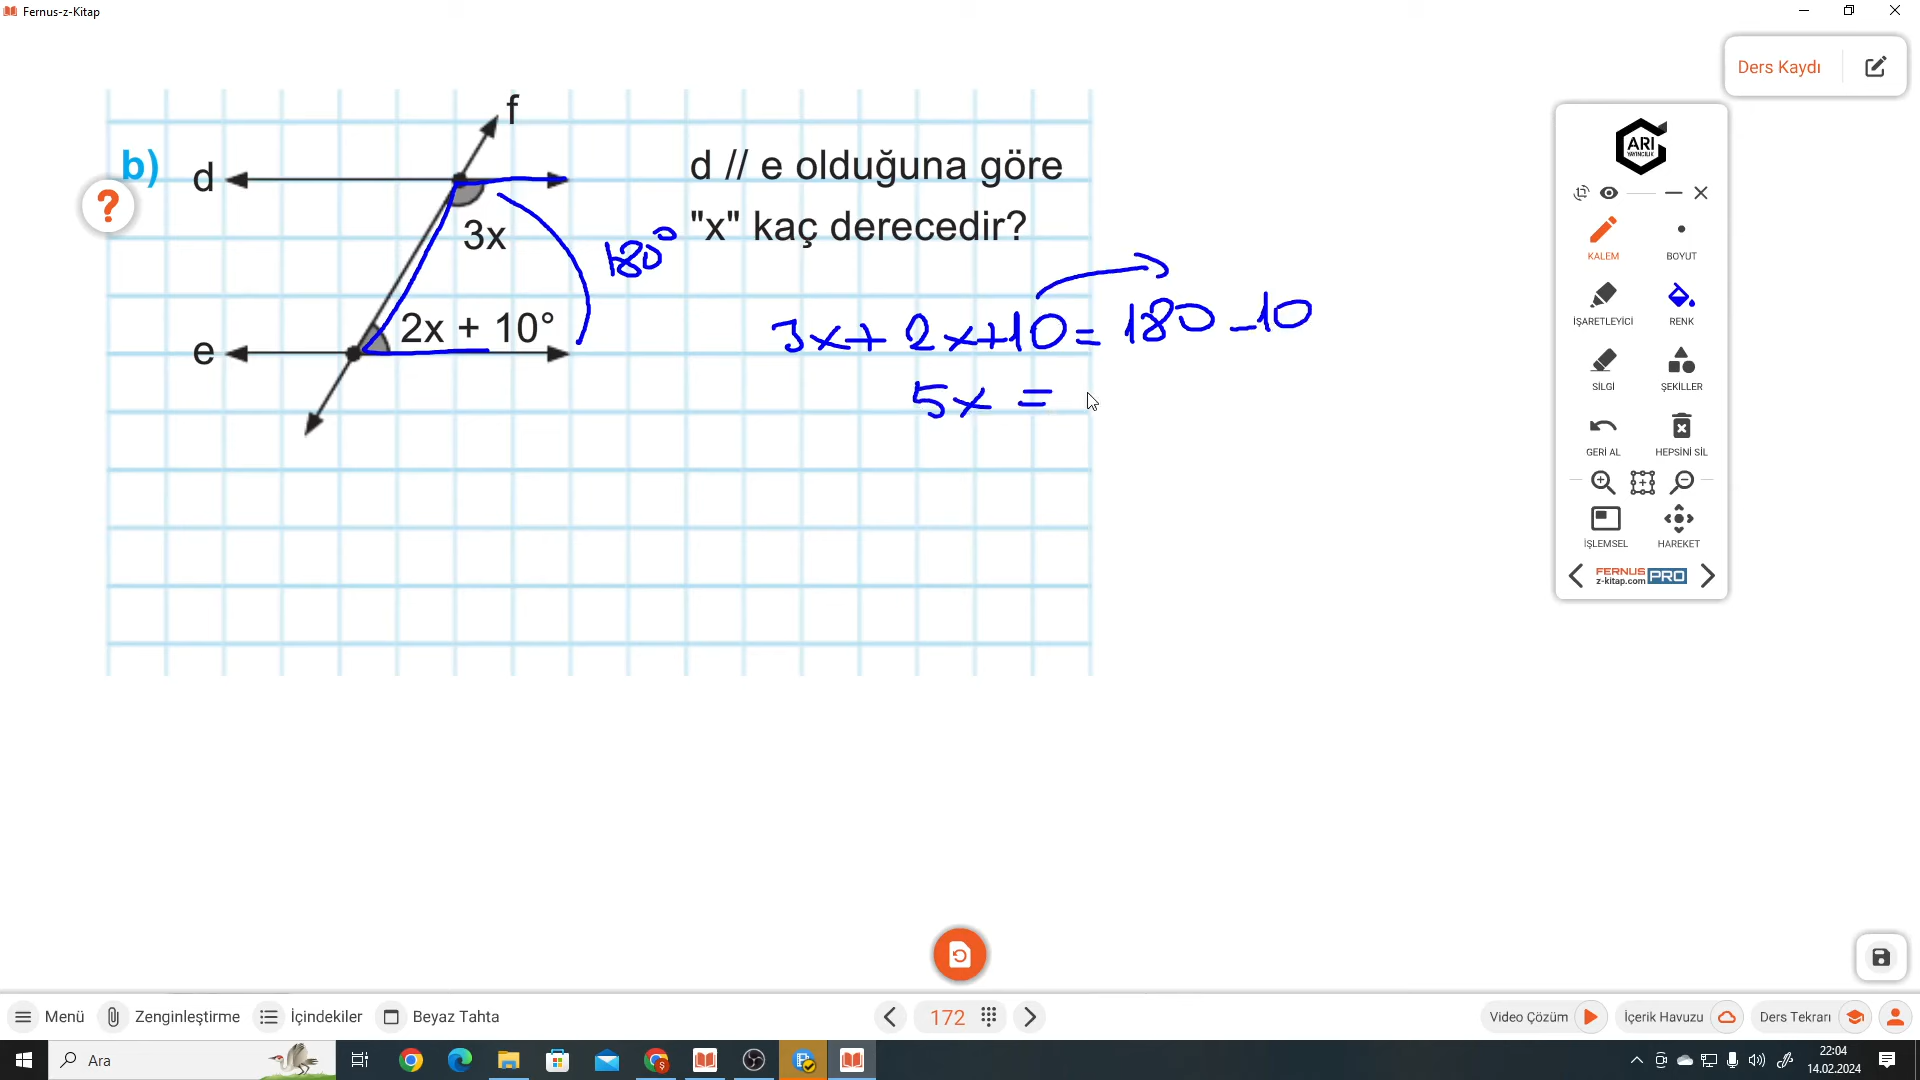 Fernus-z-Kitap
Ders Kaydı
b)
d
f
3x
e
2x + 10°
d // e olduğuna göre
"x" kaç derecedir?
180°
3x + 2x+10 = 180 - 10
5x =
?
ARI
YAYINCILIK
KALEM
BOYUT
İŞARETLEYİCİ
RENK
SİLGİ
ŞEKİLLER
GERİ AL
HEPSİNİ SİL
İŞLEMSEL
HAREKET
FERNUS
z-kitap.com PRO
Menü
Zenginleştirme
İçindekiler
Beyaz Tahta
172
Video Çözüm
İçerik Havuzu
Ders Tekrarı
Ara
22:04
14.02.2024